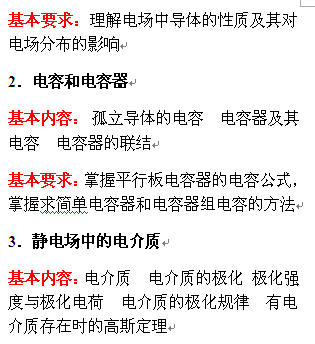 基本要求：理解电场中导体的性质及其对
电场分布的影响
2．电容和电容器
基本内容： 孤立导体的电容　电容器及其
电容　电容器的联结
基本要求：掌握平行板电容器的电容公式，
掌握求简单电容器和电容器组电容的方法
3．静电场中的电介质
基本内容：电介质　电介质的极化 极化强
度与极化电荷　电介质的极化规律　有电
介质存在时的高斯定理